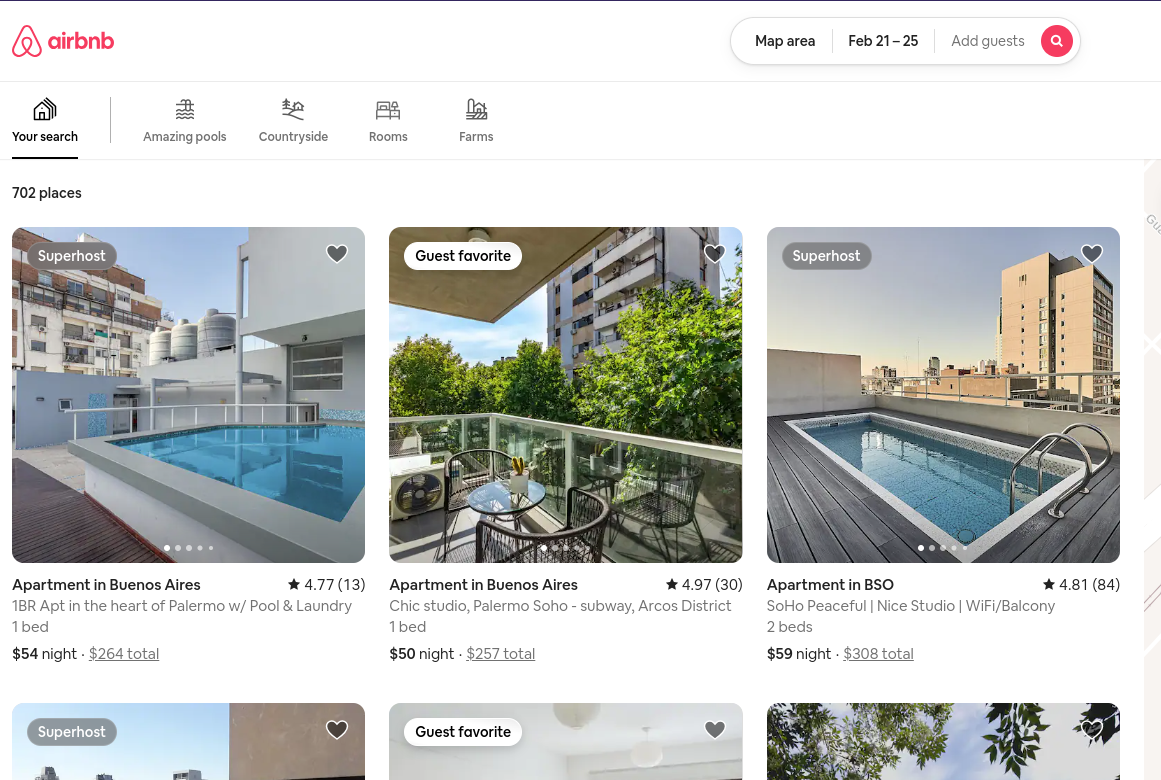 airbnb
Map area
Feb 21 – 25
Add guests
Your search
Amazing pools
Countryside
Rooms
Farms
702 places
Superhost
Guest favorite
Superhost
Apartment in Buenos Aires
4.77 (13)
1BR Apt in the heart of Palermo w/ Pool & Laundry
1 bed
$54 night · $264 total
Apartment in Buenos Aires
4.97 (30)
Chic studio, Palermo Soho - subway, Arcos District
1 bed
$50 night · $257 total
Apartment in BSO
4.81 (84)
SoHo Peaceful | Nice Studio | WiFi/Balcony
2 beds
$59 night · $308 total
Superhost
Guest favorite